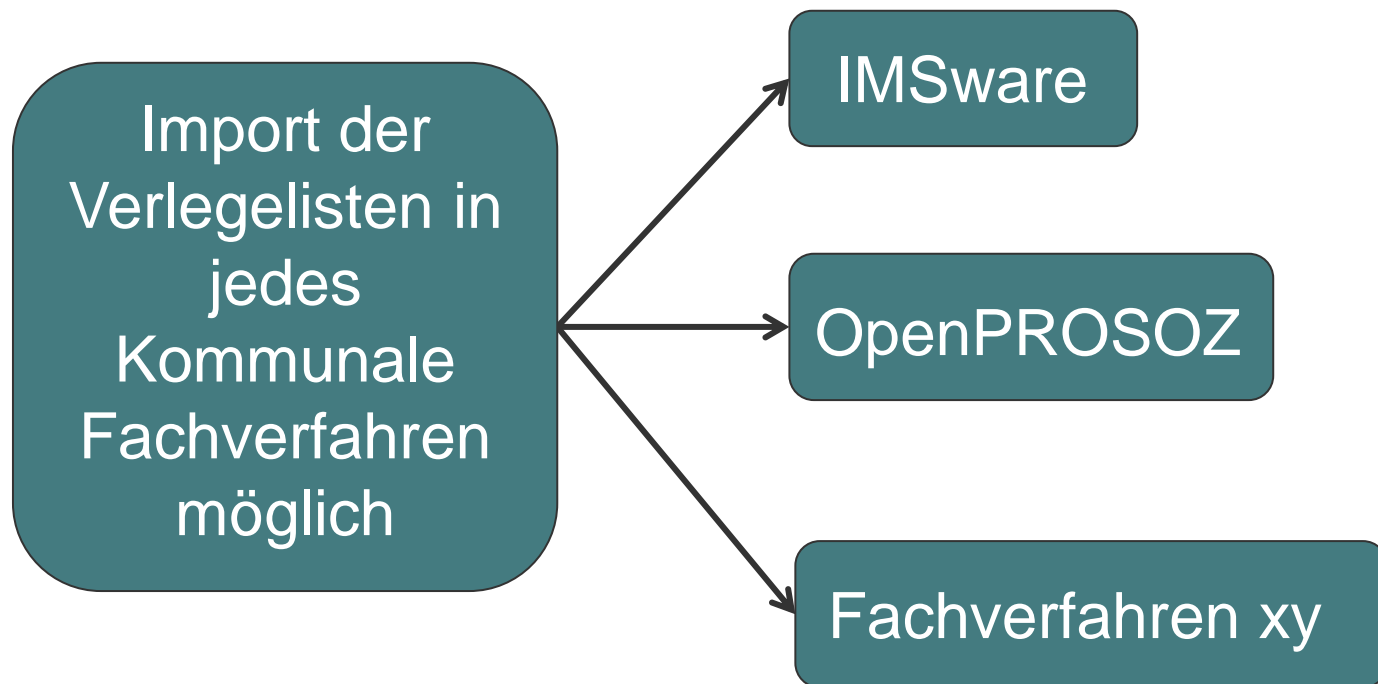 Import der
Verlegelisten in
jedes
Kommunale
Fachverfahren
möglich
IMSware
OpenPROSOZ
Fachverfahren xy